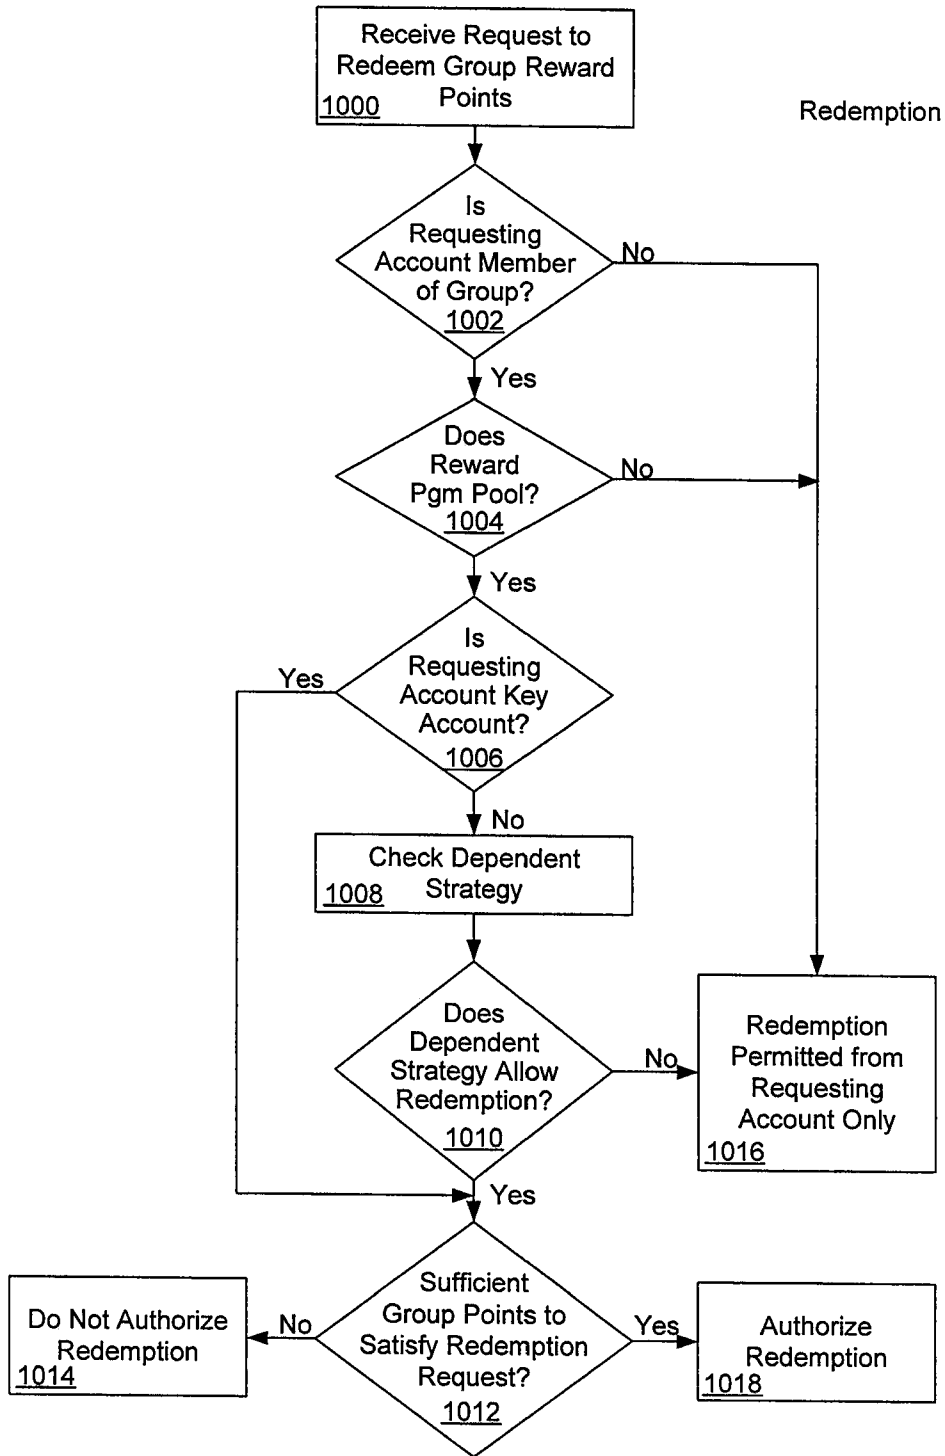 Receive Request to
Redeem Group Reward
Points
1000
Redemption
Is
Requesting
Account Member
of Group?
1002
No
Yes
Does
Reward
Pgm Pool?
1004
No
Yes
Is
Requesting
Account Key
Account?
1006
Yes
No
Check Dependent
Strategy
1008
Does
Dependent
Strategy Allow
Redemption?
1010
No
Redemption
Permitted from
Requesting
Account Only
1016
Yes
Sufficient
Group Points to
Satisfy Redemption
Request?
1012
No
Do Not Authorize
Redemption
1014
Yes
Authorize
Redemption
1018